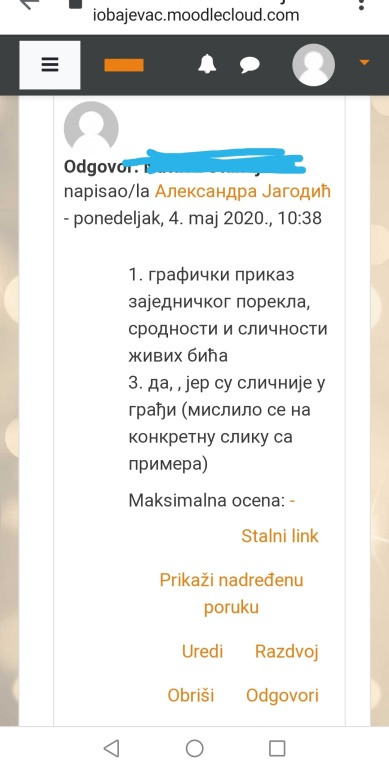 iobajevac.moodlecloud.com
Odgovor:
napisao/la Александра Јагодић
- ponedeljak, 4. maj 2020., 10:38
1. графички приказ
заједничког порекла,
сродности и сличности
живих бића
3. да, , јер су сличније у
грађи (мислило се на
конкретну слику са
примера)
Maksimalna ocena: -
Stalni link
Prikaži nadređenu
poruku
Uredi Razdvoj
Obriši Odgovori